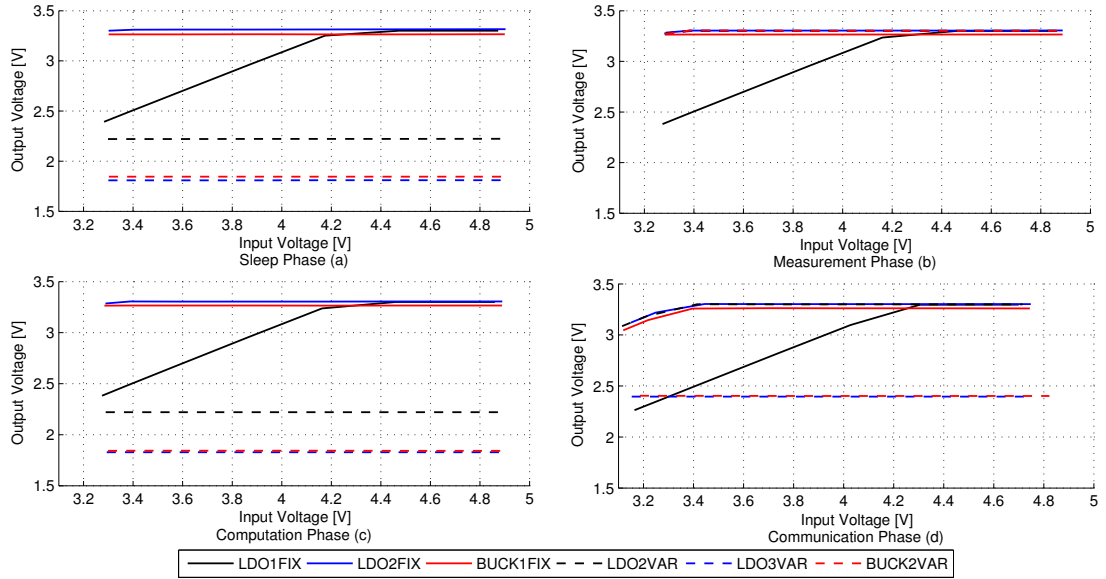 3.5
3
2.5
2
1.5
Output Voltage [V]
3.2 3.4 3.6 3.8 4 4.2 4.4 4.6 4.8 5
Input Voltage [V]
Sleep Phase (a)
3.5
3
2.5
2
1.5
Output Voltage [V]
3.2 3.4 3.6 3.8 4 4.2 4.4 4.6 4.8 5
Input Voltage [V]
Measurement Phase (b)
3.5
3
2.5
2
1.5
Output Voltage [V]
3.2 3.4 3.6 3.8 4 4.2 4.4 4.6 4.8 5
Input Voltage [V]
Computation Phase (c)
3.5
3
2.5
2
1.5
Output Voltage [V]
3.2 3.4 3.6 3.8 4 4.2 4.4 4.6 4.8 5
Input Voltage [V]
Communication Phase (d)
LDO1FIX LDO2FIX BUCK1FIX LDO2VAR LDO3VAR BUCK2VAR